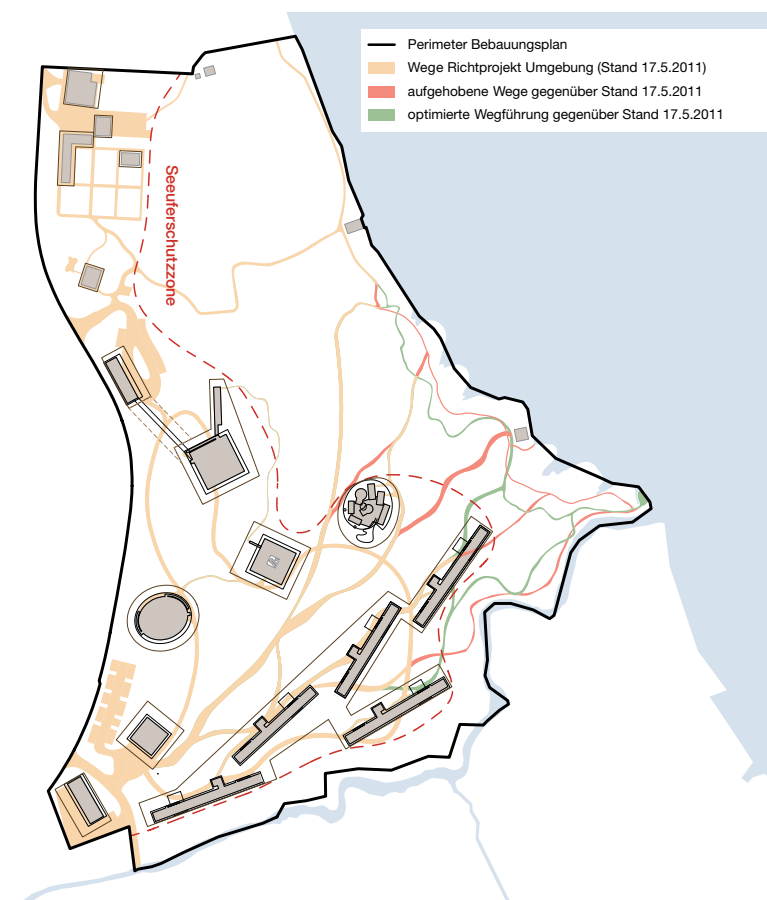 Perimeter Bebauungsplan
Wege Richtprojekt Umgebung (Stand 17.5.2011)
aufgehobene Wege gegenüber Stand 17.5.2011
optimierte Wegführung gegenüber Stand 17.5.2011
Seeuferschutzzone